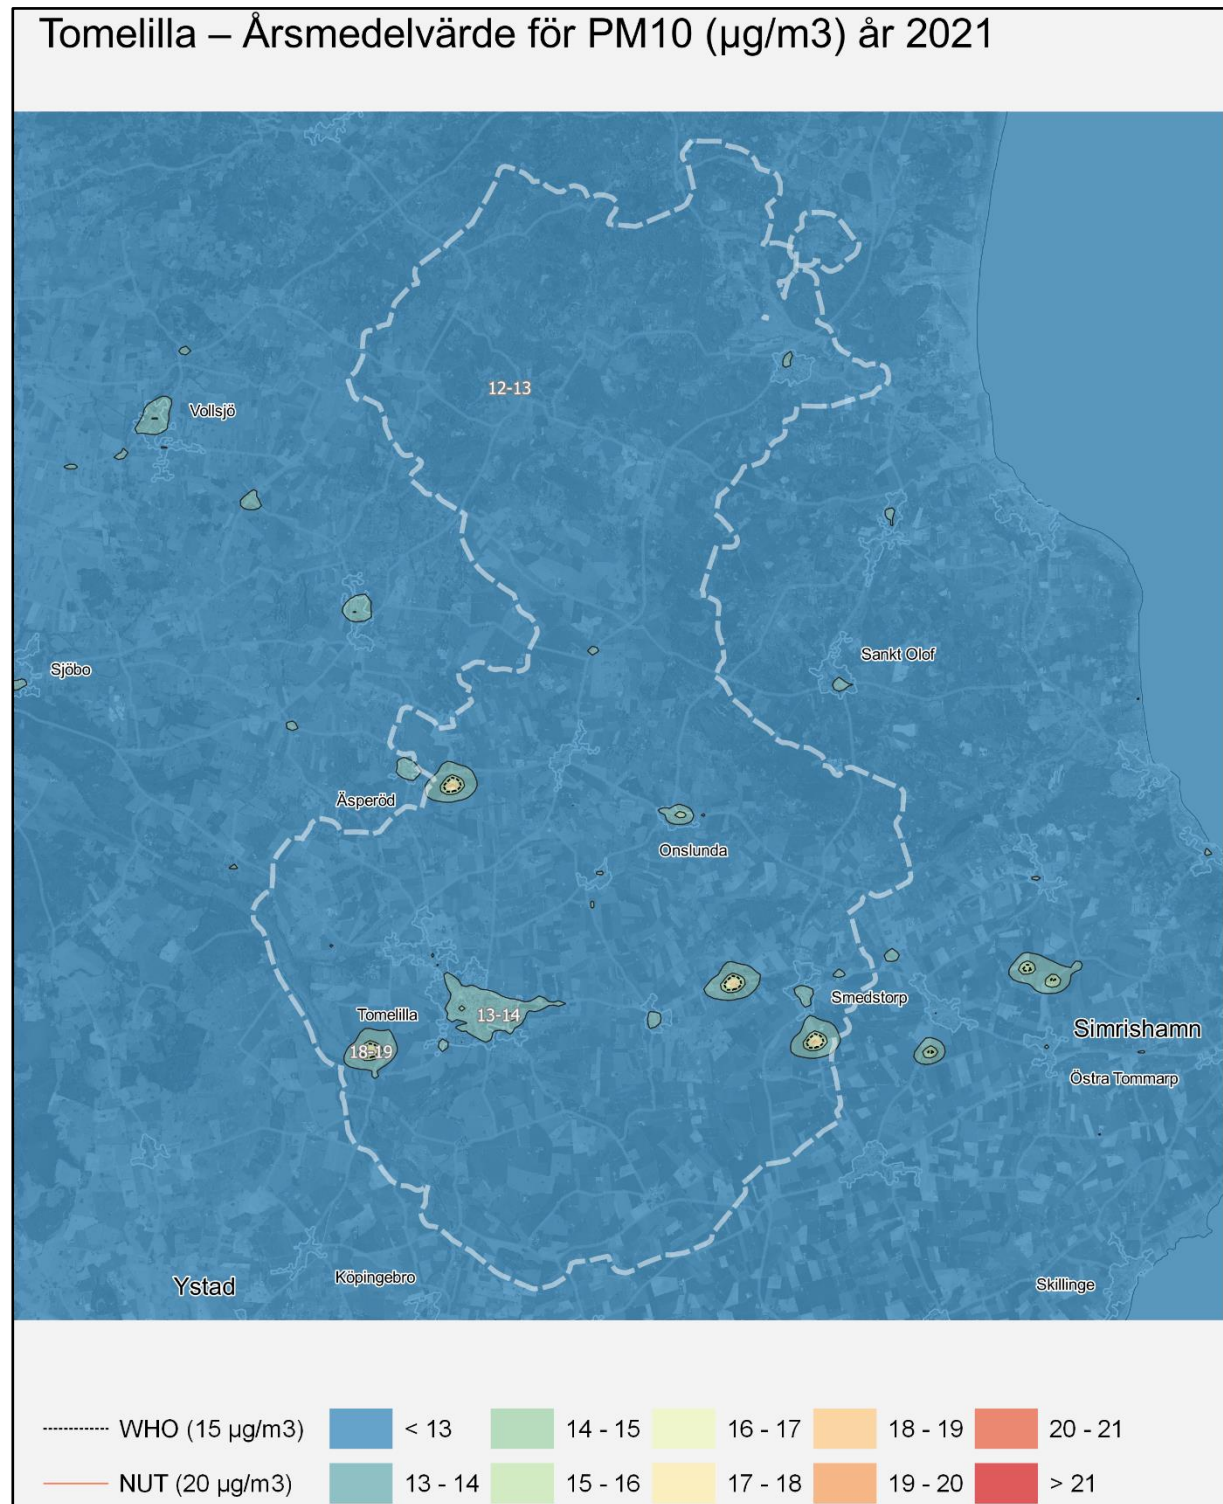 Tomelilla – Årsmedelvärde för PM10 (µg/m3) år 2021
12-13
Vollsjö
Sankt Olof
Sjöbo
Äsperöd
Onslunda
Smedstorp
Tomelilla
13-14
Simrishamn
18-19
Östra Tommarp
Köpingebro
Ystad
Skillinge
WHO (15 µg/m3)
< 13
14 - 15
16 - 17
18 - 19
20 - 21
NUT (20 µg/m3)
13 - 14
15 - 16
17 - 18
19 - 20
> 21